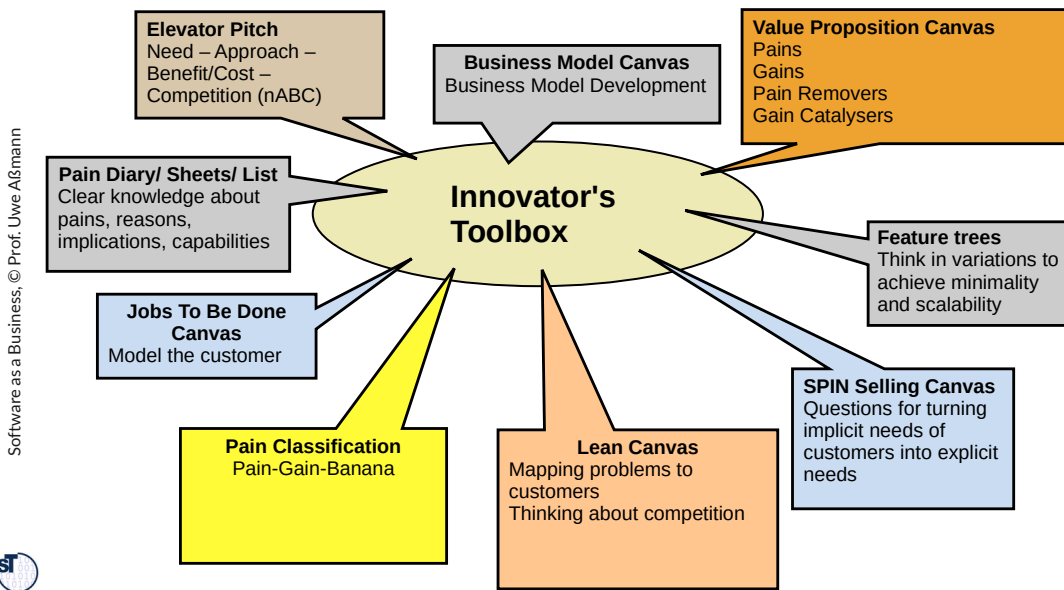 Elevator Pitch
Need – Approach –
Benefit/Cost –
Competition (nABC)
Business Model Canvas
Business Model Development
Value Proposition Canvas
Pains
Gains
Pain Removers
Gain Catalysers
Pain Diary/ Sheets/ List
Clear knowledge about
pains, reasons,
implications, capabilities
Innovator's
Toolbox
Feature trees
Think in variations to
achieve minimality
and scalability
Jobs To Be Done
Canvas
Model the customer
SPIN Selling Canvas
Questions for turning
implicit needs of
customers into explicit
needs
Pain Classification
Pain-Gain-Banana
Lean Canvas
Mapping problems to
customers
Thinking about competition
Software as a Business, © Prof. Uwe Aßmann